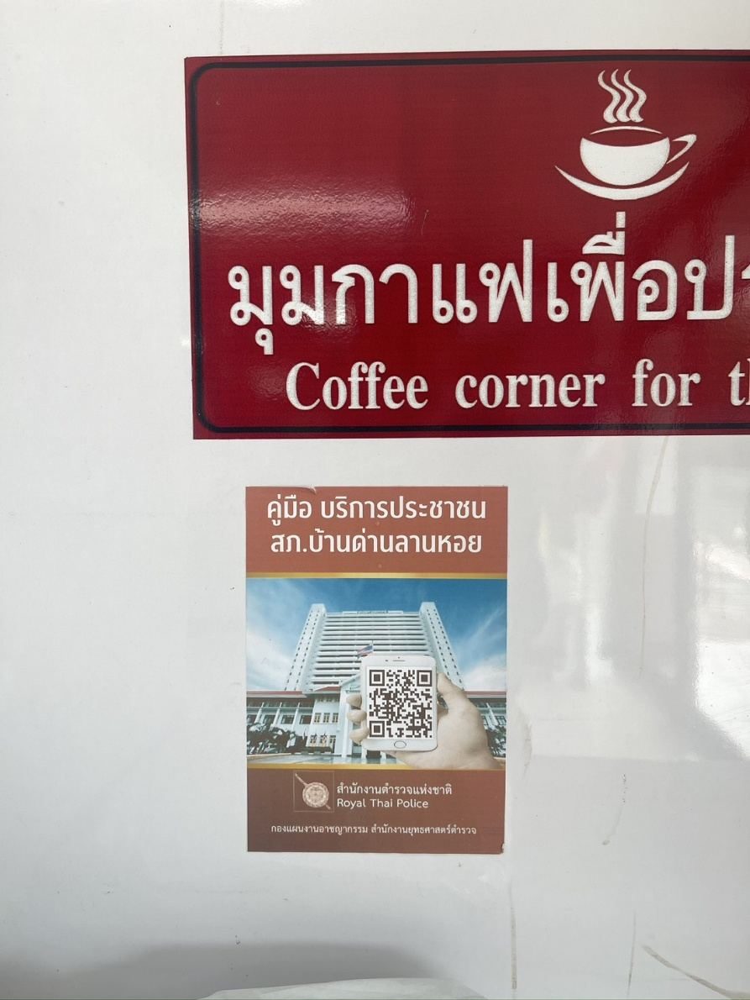 มุมกาแฟเพื่อ
Coffee corner for
คู่มือ บริการประชาชน
สภ.บ้านด่านลานหอย
สำนักงานตำรวจแห่งชาติ
Royal Thai Police
กองแผนงานอาชญากรรม สำนักงานยุทธศาสตร์ตำรวจ